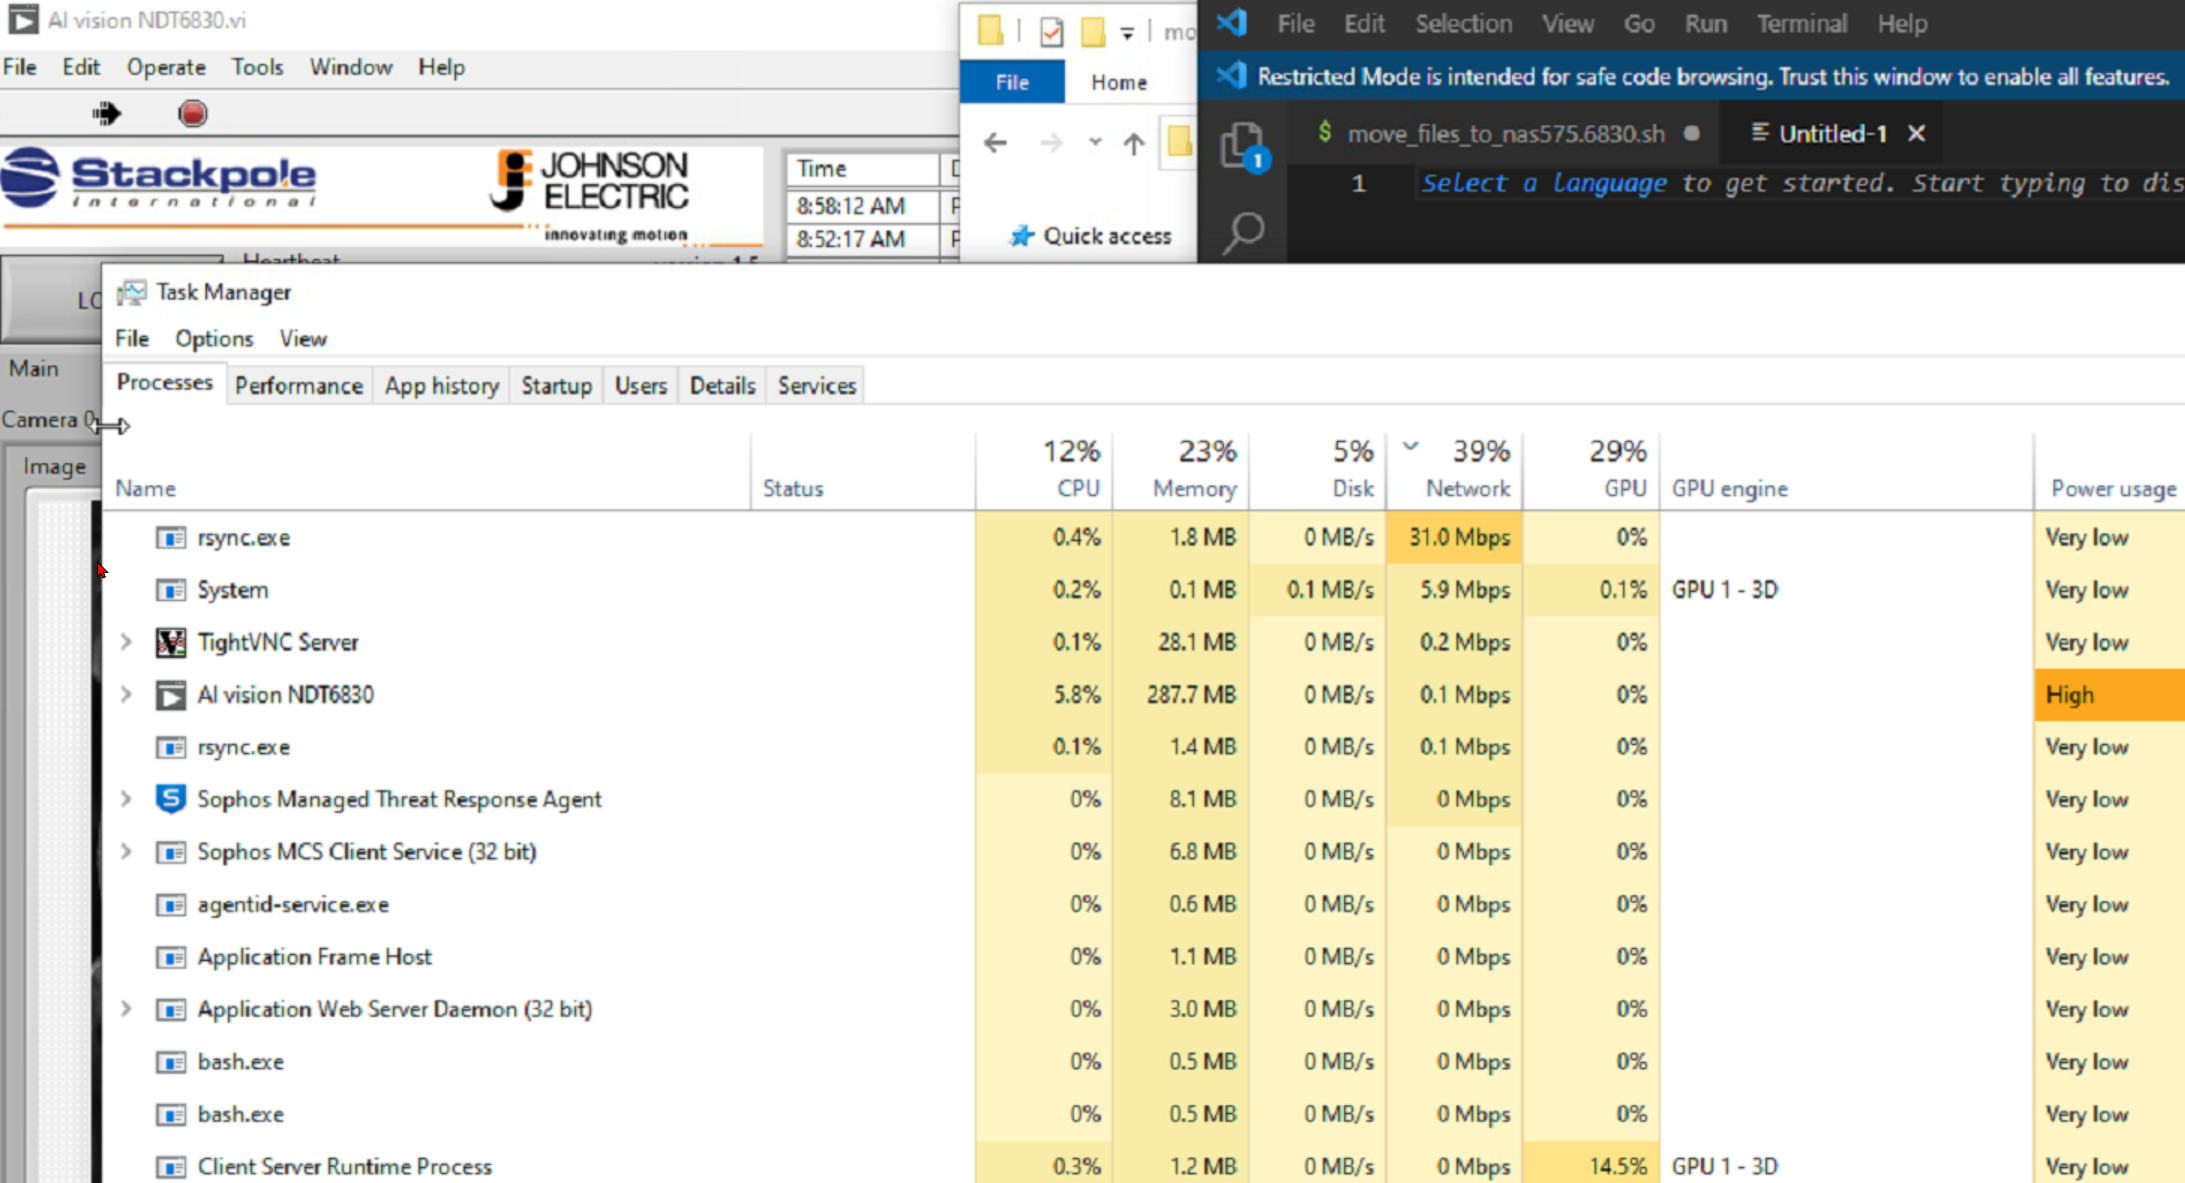 AI vision NDT6830.vi
File Edit Operate Tools Window Help
Stackpole
international
JOHNSON
ELECTRIC
innovating motion
Time
8:58:12 AM
8:52:17 AM
Heartbeat
Main
Camera 0
Image
File Home
Quick access
File Edit Selection View Go Run Terminal Help
Restricted Mode is intended for safe code browsing. Trust this window to enable all features.
$ move_files_to_nas575.6830.sh Untitled-1
1
1 Select a language to get started. Start typing to dis
Task Manager
File Options View
Processes Performance App history Startup Users Details Services
12% 23% 5% 39% 29%
Name Status CPU Memory Disk Network GPU GPU engine Power usage
rsync.exe 0.4% 1.8 MB 0 MB/s 31.0 Mbps 0% Very low
System 0.2% 0.1 MB 0.1 MB/s 5.9 Mbps 0.1% GPU 1 - 3D Very low
TightVNC Server 0.1% 28.1 MB 0 MB/s 0.2 Mbps 0% Very low
AI vision NDT6830 5.8% 287.7 MB 0 MB/s 0.1 Mbps 0% High
rsync.exe 0.1% 1.4 MB 0 MB/s 0.1 Mbps 0% Very low
Sophos Managed Threat Response Agent 0% 8.1 MB 0 MB/s 0 Mbps 0% Very low
Sophos MCS Client Service (32 bit) 0% 6.8 MB 0 MB/s 0 Mbps 0% Very low
agentid-service.exe 0% 0.6 MB 0 MB/s 0 Mbps 0% Very low
Application Frame Host 0% 1.1 MB 0 MB/s 0 Mbps 0% Very low
Application Web Server Daemon (32 bit) 0% 3.0 MB 0 MB/s 0 Mbps 0% Very low
bash.exe 0% 0.5 MB 0 MB/s 0 Mbps 0% Very low
bash.exe 0% 0.5 MB 0 MB/s 0 Mbps 0% Very low
Client Server Runtime Process 0.3% 1.2 MB 0 MB/s 0 Mbps 14.5% GPU 1 - 3D Very low